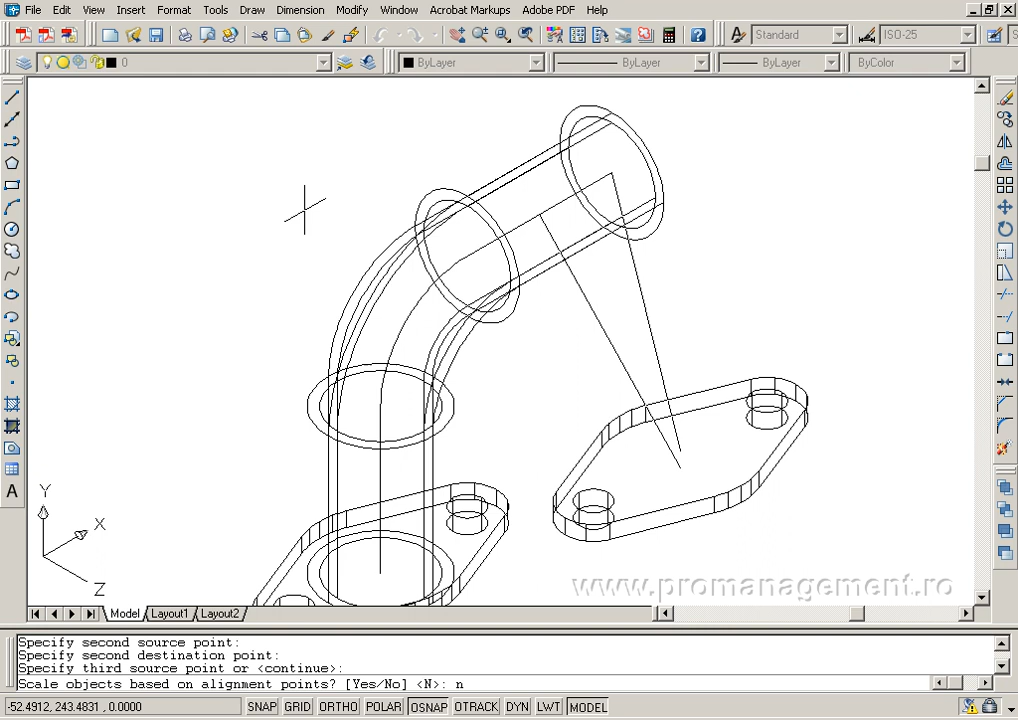 File Edit View Insert Format Tools Draw Dimension Modify Window Acrobat Markups Adobe PDF Help
Standard ISO-25
0 ByLayer ByLayer ByLayer ByColor
A
Y
X
Z
www.promanagement.ro
Model Layout1 Layout2
Specify second source point:
Specify second destination point:
Specify third source point or <continue>:
Scale objects based on alignment points? [Yes/No] <N>: n
-52.4912, 243.4831 , 0.0000 SNAP GRID ORTHO POLAR OSNAP OTRACK DYN LWT MODEL